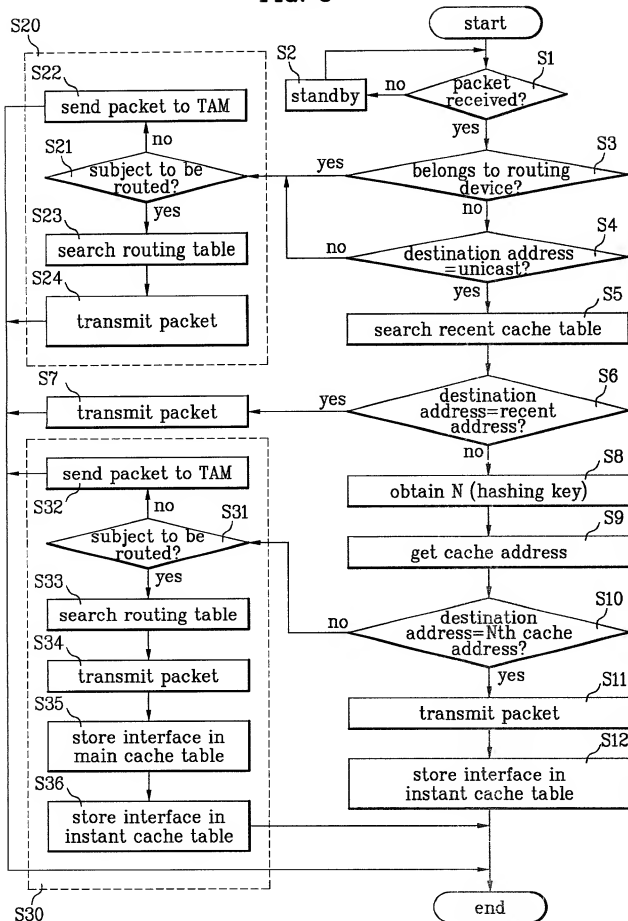 start
S20
S22
send packet to TAM
no
S21
subject to be
routed?
yes
S23
search routing table
S24
transmit packet
S2
standby
no
S1
packet
received?
yes
S3
belongs to routing
device?
yes
no
S4
destination address
=unicast?
no
yes
S5
search recent cache table
S6
destination
address=recent
address?
yes
no
S7
transmit packet
S8
obtain N (hashing key)
S9
get cache address
S10
destination
address=Nth cache
address?
no
yes
S11
transmit packet
S12
store interface in
instant cache table
send packet to TAM
S32
no
S31
subject to be
routed?
yes
S33
search routing table
S34
transmit packet
S35
store interface in
main cache table
S36
store interface in
instant cache table
S30
end